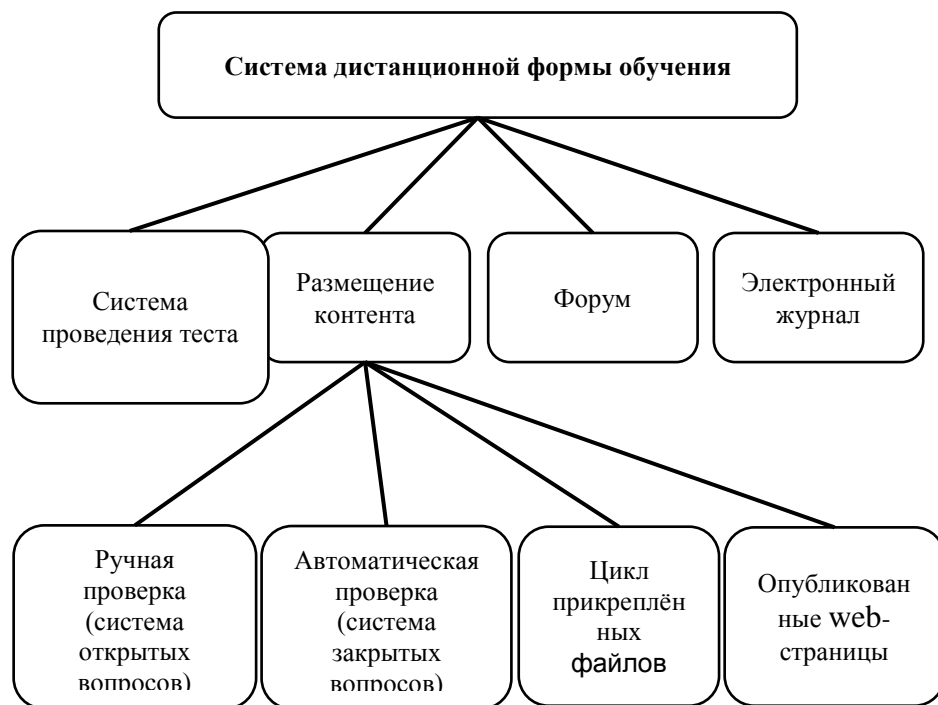 Система дистанционной формы обучения
Система
проведения теста
Размещение
контента
Форум
Электронный
журнал
Ручная
проверка
(система
открытых
вопросов)
Автоматическая
проверка
(система
закрытых
вопросов)
Цикл
прикреплён
ных
файлов
Опубликован
ные web-
страницы